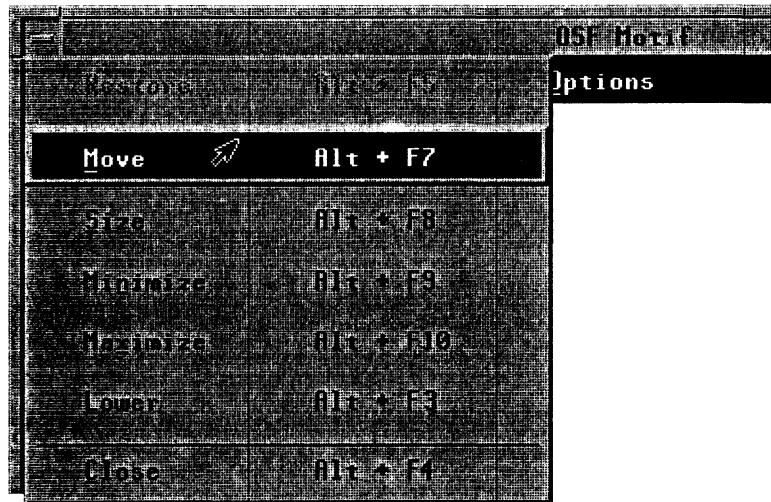 OSF Motif
Restore Alt + F5
ptions
Move Alt + F7
Size Alt + F8
Minimize Alt + F9
Maximize Alt + F10
Lower Alt + F3
Close Alt + F4